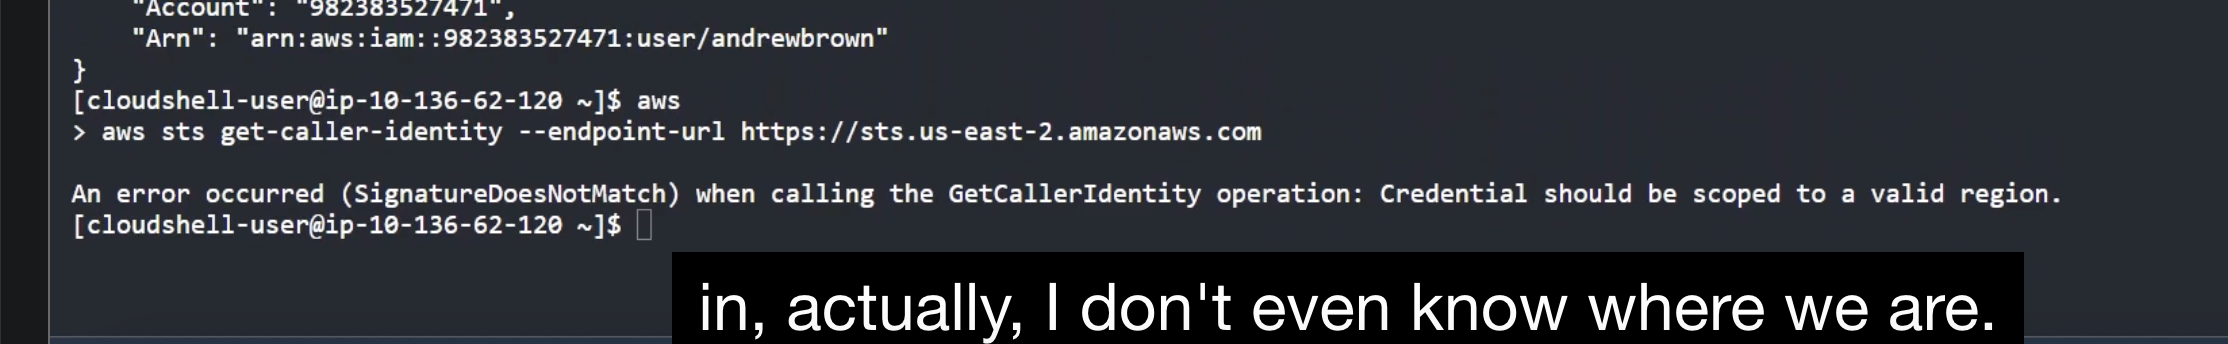 "Account": "982383527471",
"Arn": "arn:aws:iam::982383527471:user/andrewbrown"
}
[cloudshell-user@ip-10-136-62-120 ~]$ aws
> aws sts get-caller-identity --endpoint-url https://sts.us-east-2.amazonaws.com
An error occurred (SignatureDoesNotMatch) when calling the GetCallerIdentity operation: Credential should be scoped to a valid region.
[cloudshell-user@ip-10-136-62-120 ~]$
in, actually, I don't even know where we are.